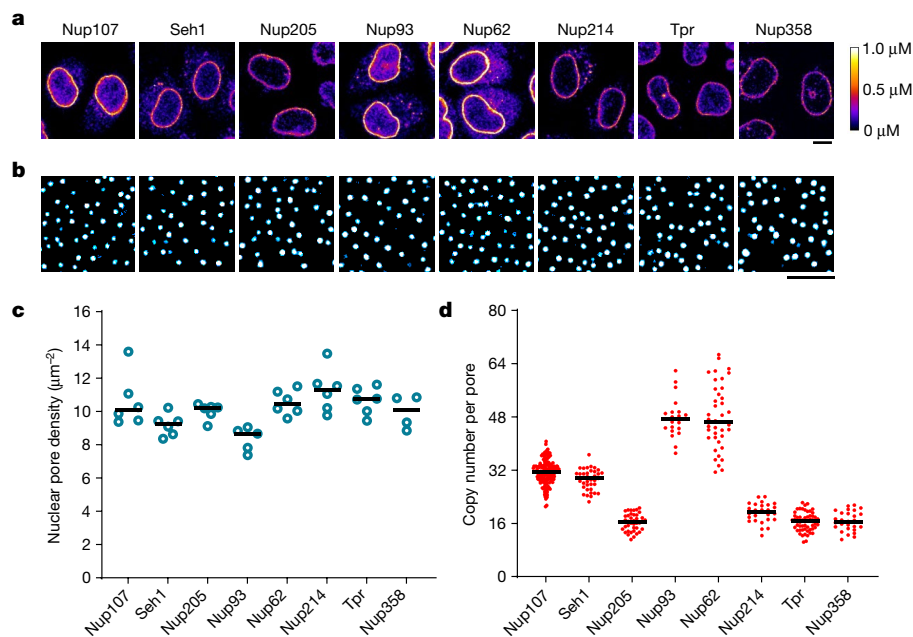 a
Nup107 Seh1 Nup205 Nup93 Nup62 Nup214 Tpr Nup358
1.0 μM
0.5 μM
0 μM
b
c
Nuclear pore density (μm⁻²)
16
14
12
10
8
6
4
2
0
Nup107 Seh1 Nup205 Nup93 Nup62 Nup214 Tpr Nup358
d
Copy number per pore
80
64
48
32
16
0
Nup107 Seh1 Nup205 Nup93 Nup62 Nup214 Tpr Nup358